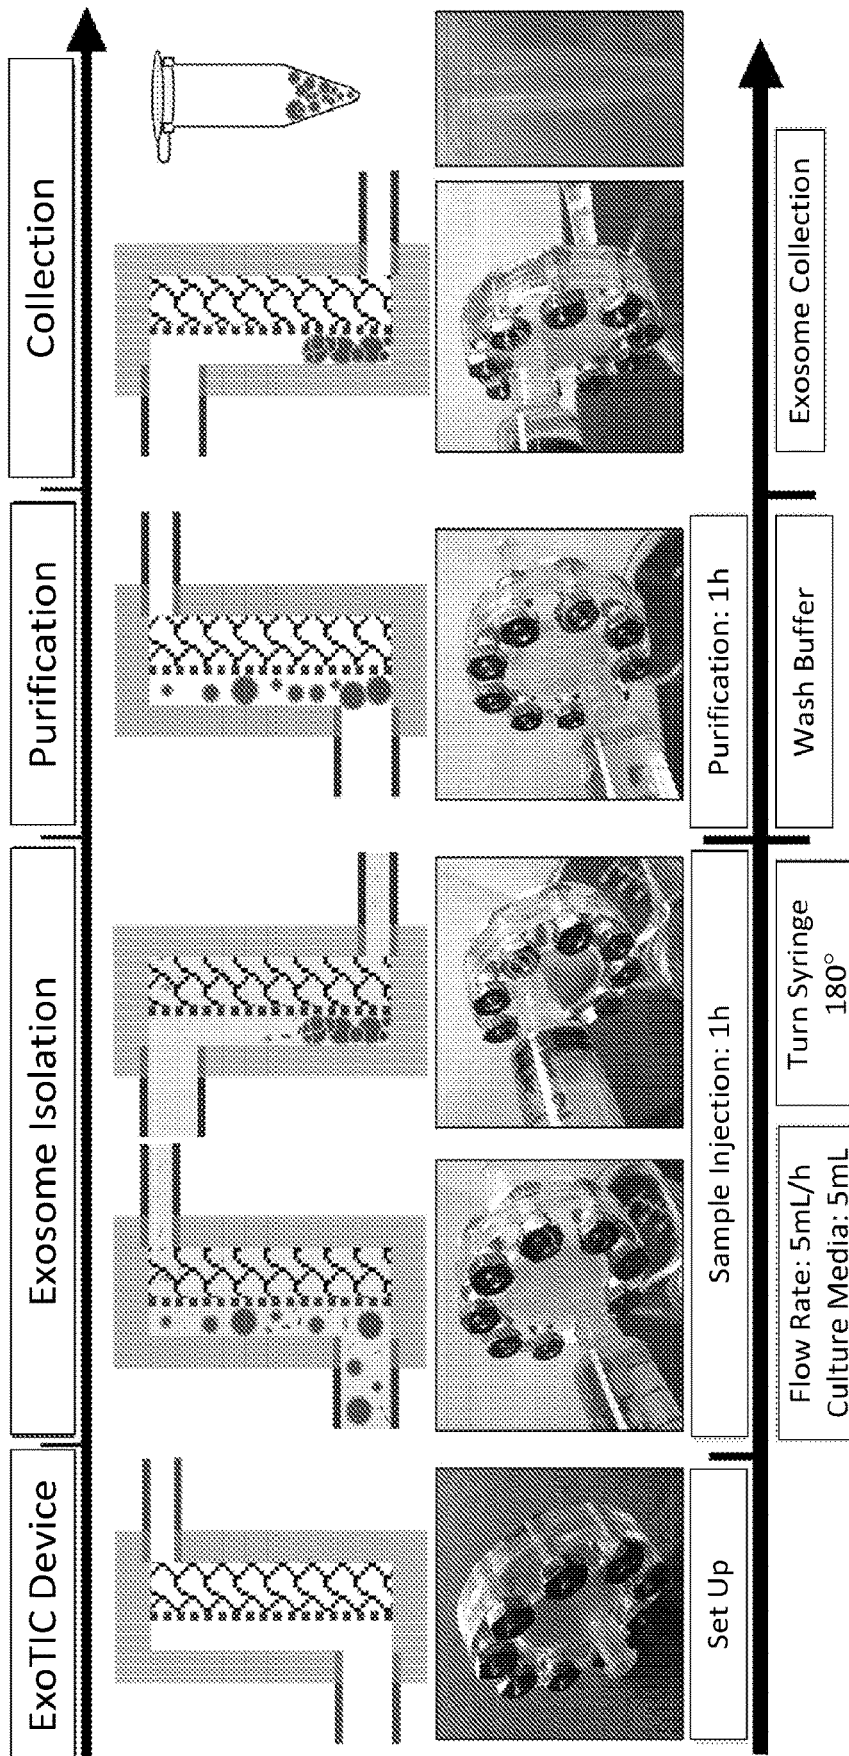 ExoTIC Device
Exosome Isolation
Purification
Collection
Set Up
Sample Injection: 1h
Purification: 1h
Flow Rate: 5mL/h
Culture Media: 5mL
Turn Syringe
180°
Wash Buffer
Exosome Collection